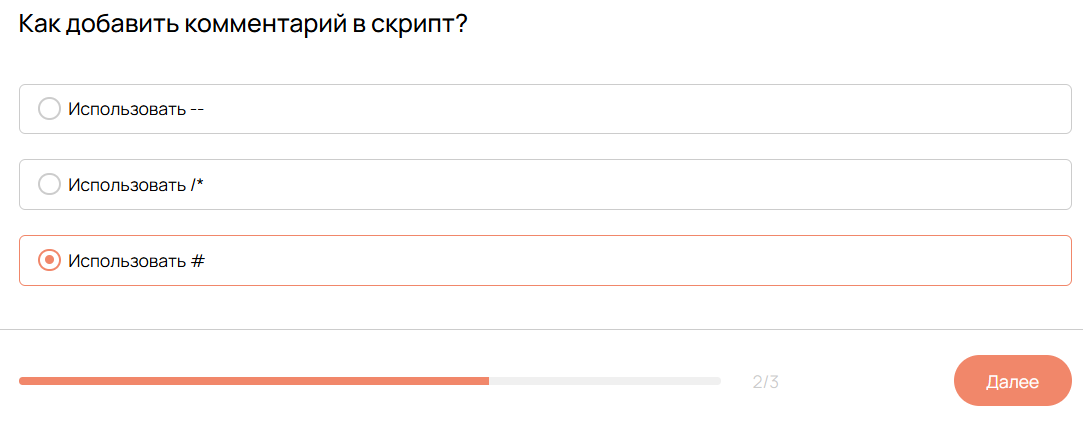 Как добавить комментарий в скрипт?
Использовать --
Использовать /*
Использовать #
2/3
Далее